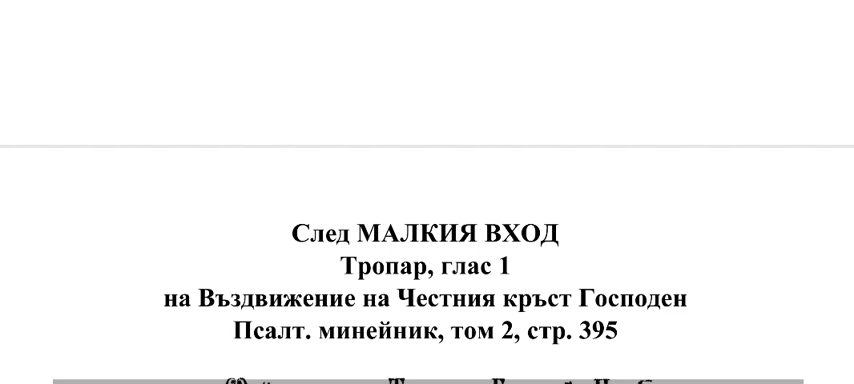 След МАЛКИЯ ВХОД
Тропар, глас 1
на Въздвижение на Честния кръст Господен
Псалт. минейник, том 2, стр. 395